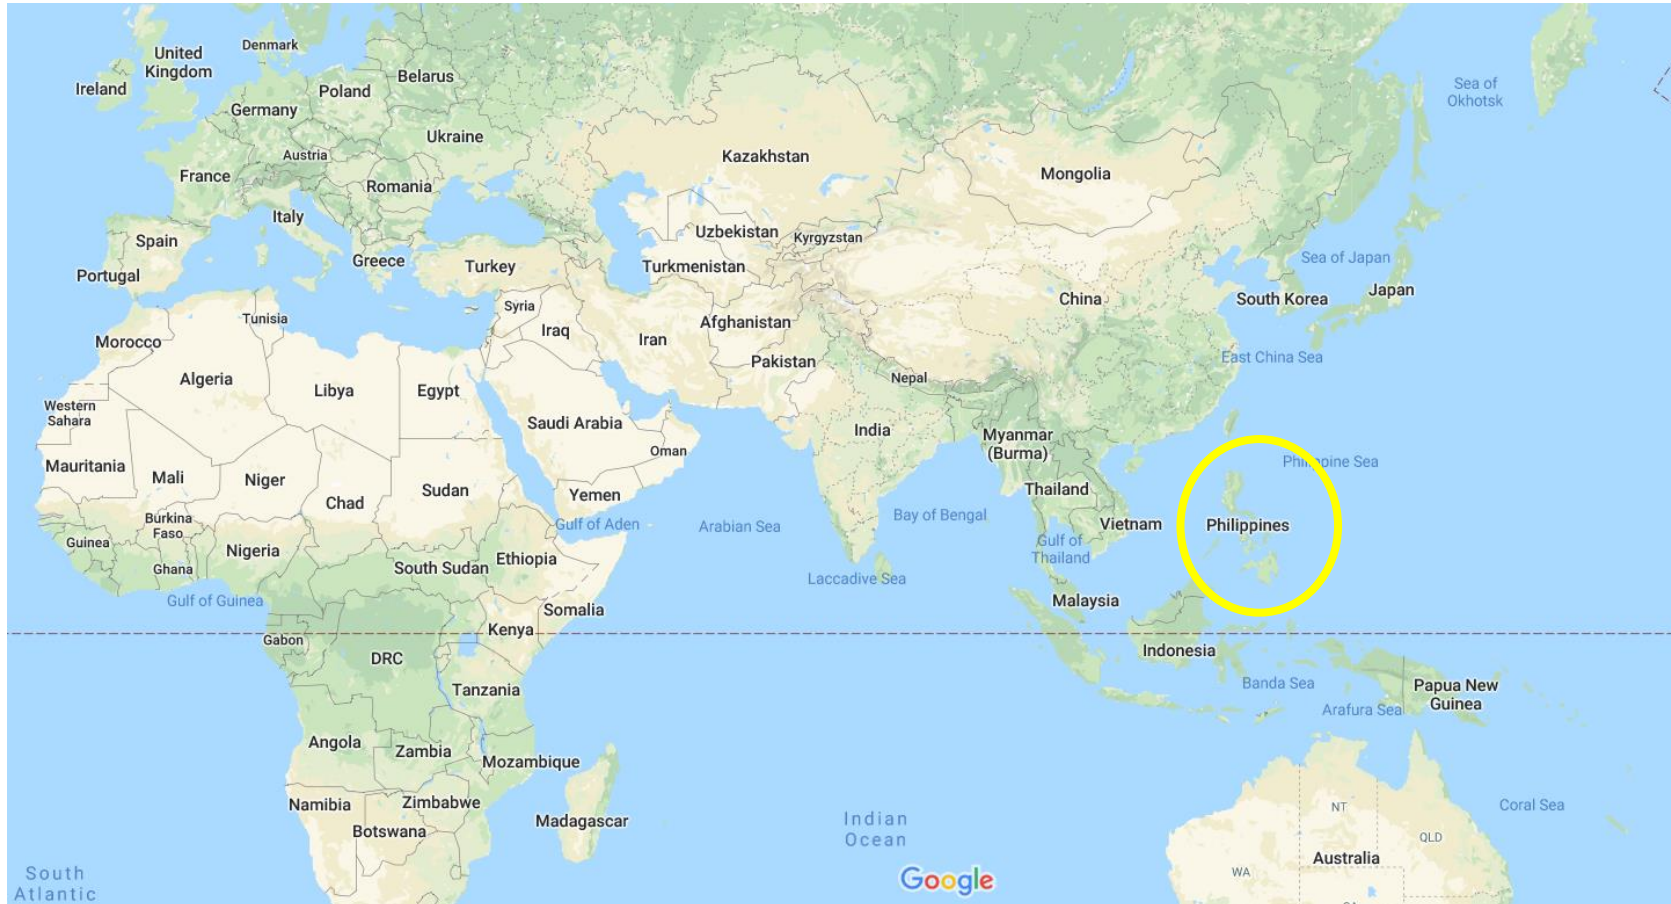 United
Kingdom
Denmark
Ireland
Belarus
Poland
Germany
Ukraine
Austria
France
Romania
Italy
Spain
Greece
Portugal
Turkey
Kazakhstan
Mongolia
Sea of
Okhotsk
Uzbekistan
Kyrgyzstan
Turkmenistan
Sea of Japan
Japan
China
South Korea
Syria
Tunisia
Iraq
Afghanistan
Iran
Morocco
Pakistan
East China Sea
Nepal
Algeria
Libya
Egypt
Western
Sahara
Saudi Arabia
India
Myanmar
(Burma)
Oman
Philippine Sea
Mauritania
Mali
Niger
Chad
Sudan
Yemen
Thailand
Burkina
Faso
Gulf of Aden
Arabian Sea
Bay of Bengal
Vietnam
Philippines
Guinea
Nigeria
Ghana
South Sudan
Ethiopia
Gulf of
Thailand
Laccadive Sea
Gulf of Guinea
Somalia
Malaysia
Kenya
Gabon
DRC
Indonesia
Tanzania
Banda Sea
Papua New
Guinea
Arafura Sea
Angola
Zambia
Mozambique
Namibia
Zimbabwe
Botswana
Madagascar
Indian
Ocean
NT
Coral Sea
QLD
Australia
WA
South
Atlantic
Google